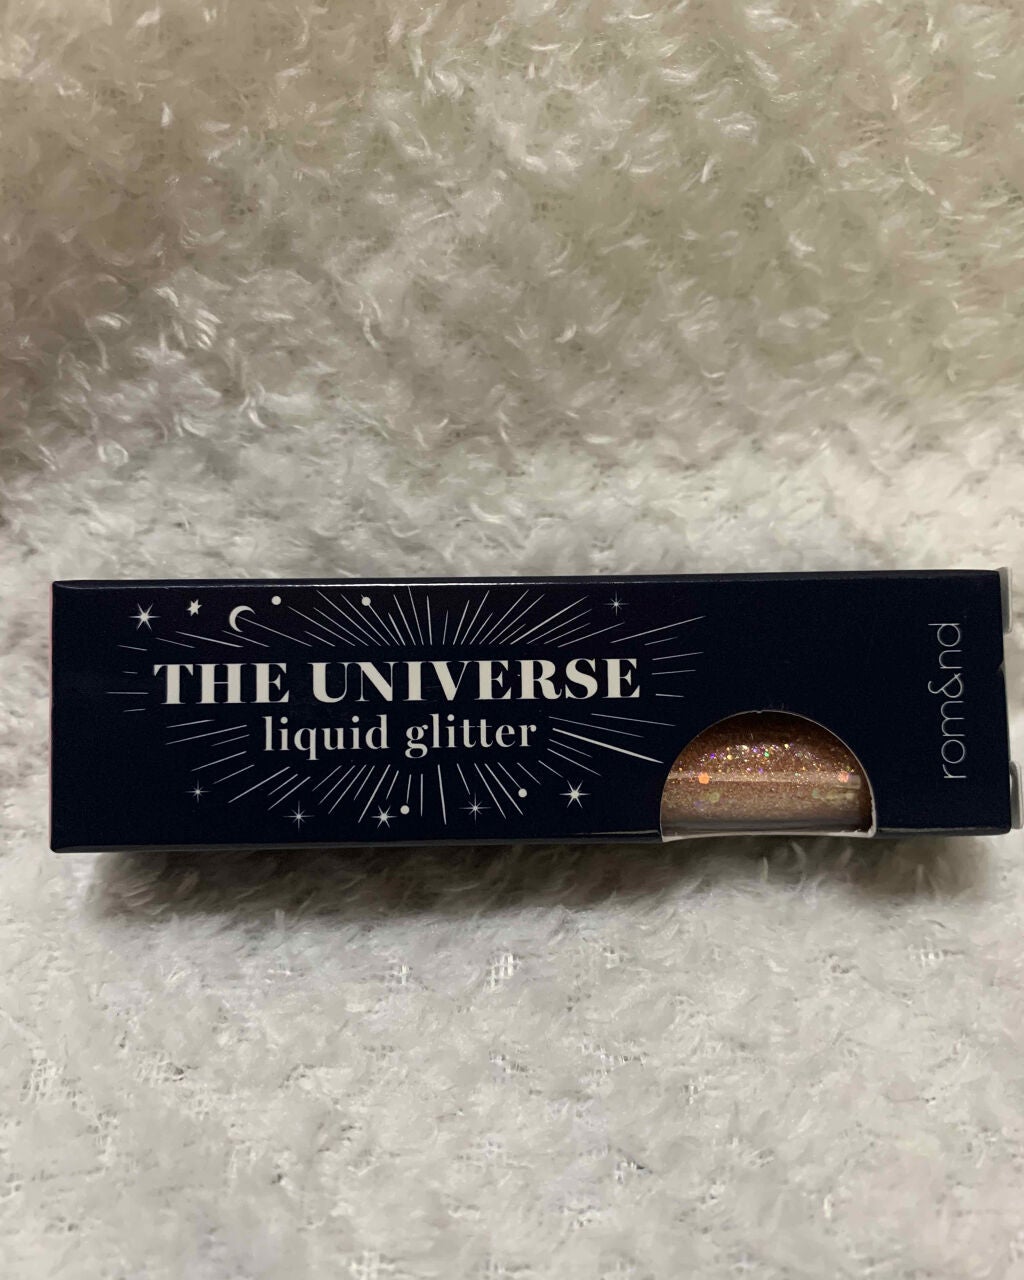 THE UNIVERSE
liquid glitter
rom&nd